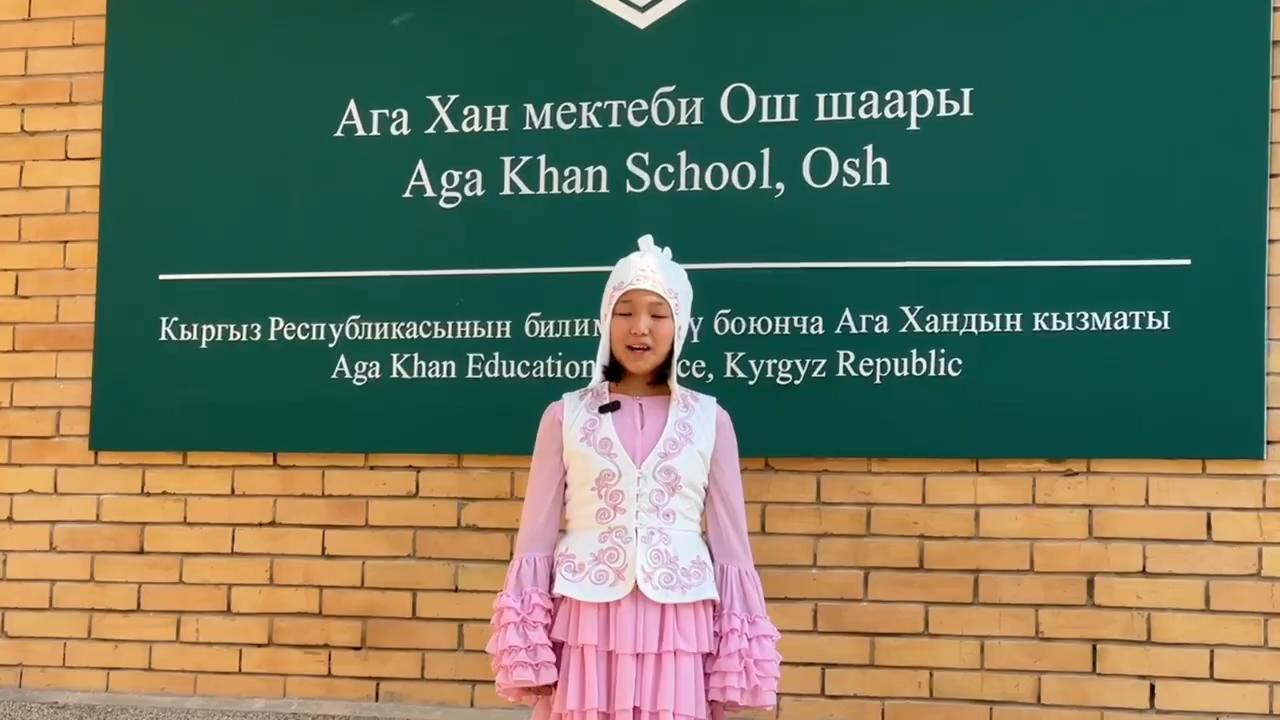 Ага Хан мектеби Ош шаары
Aga Khan School, Osh
Кыргыз Республикасынын боюнча Ага Хандын кызматы
Aga Khan Education Kyrgyz Republic